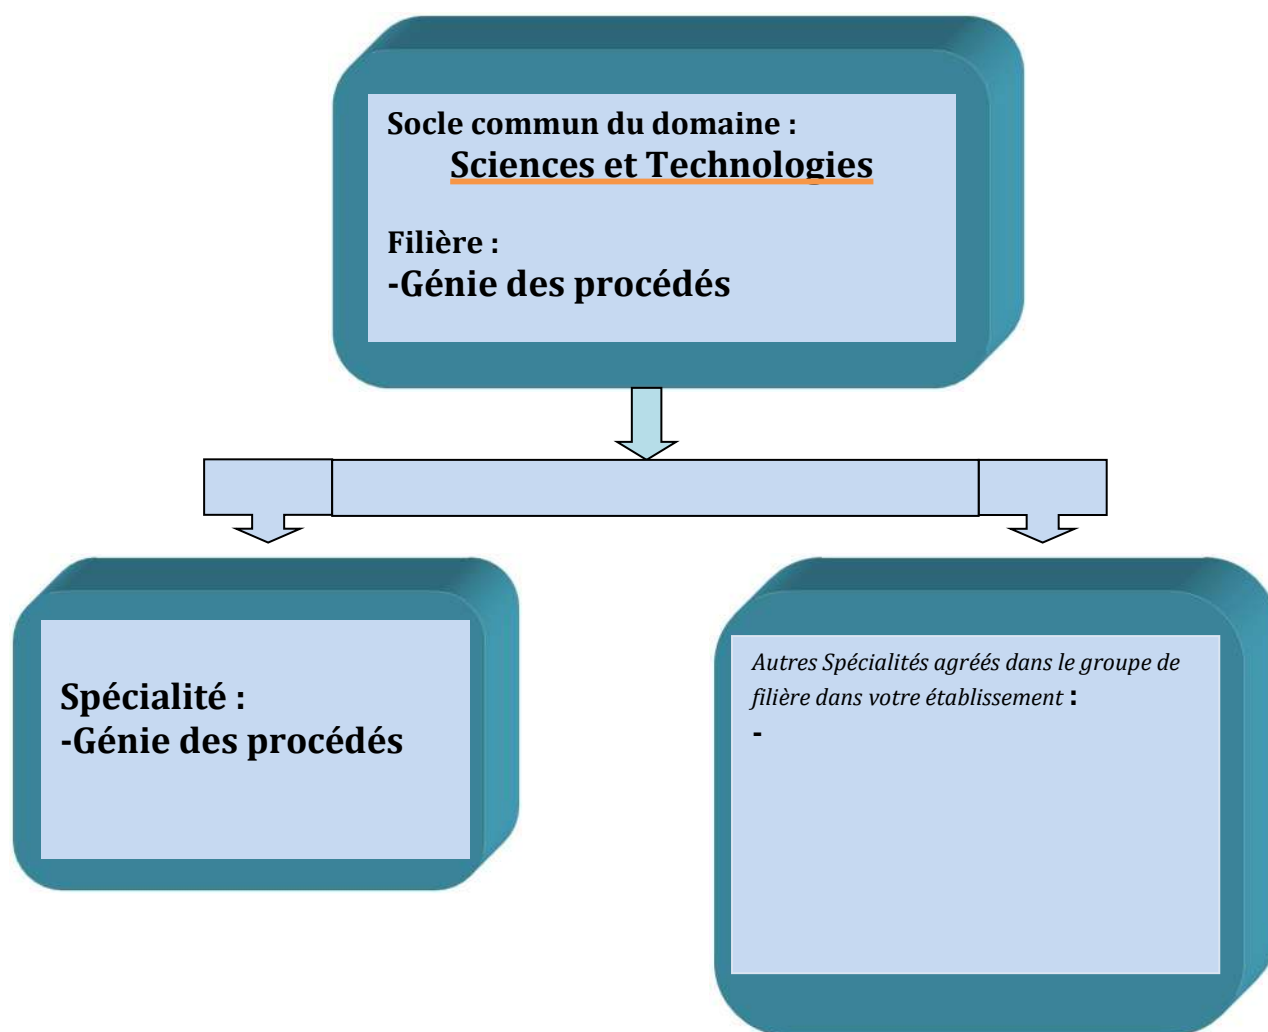 Socle commun du domaine :
Sciences et Technologies
Filière :
-Génie des procédés
Spécialité :
-Génie des procédés
Autres Spécialités agréés dans le groupe de
filière dans votre établissement :
-